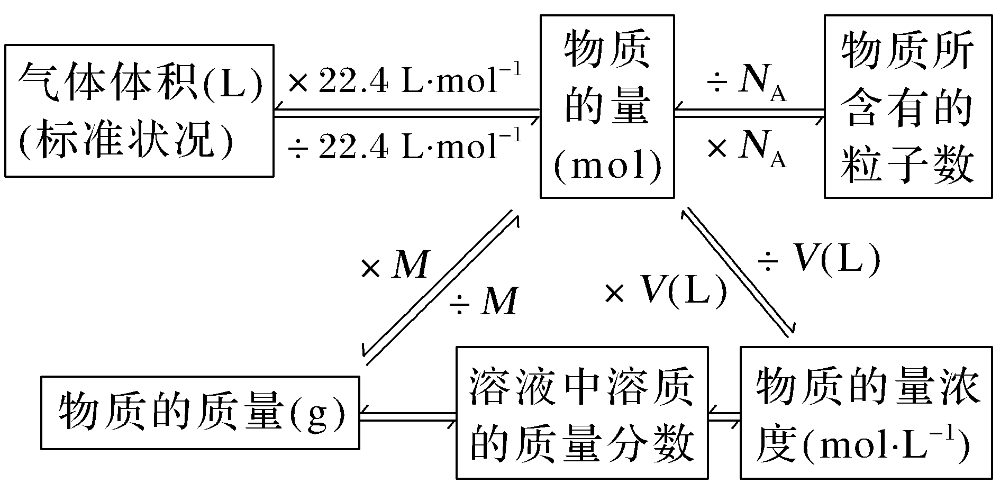 气体体积(L)
(标准状况)
× 22.4 L·mol⁻¹
÷ 22.4 L·mol⁻¹
物质
的量
(mol)
÷ N_A
× N_A
物质所
含有的
粒子数
× M
÷ M
× V(L)
÷ V(L)
物质的质量(g)
溶液中溶质
的质量分数
物质的量浓
度(mol·L⁻¹)